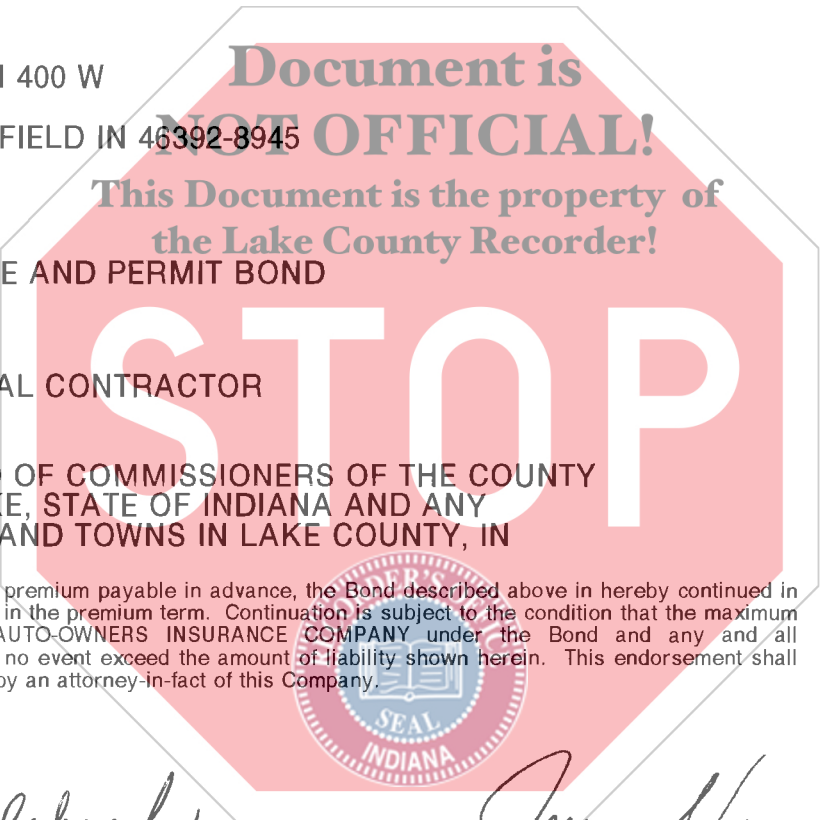 Document is
400 W
NOT OFFICIAL!
FIELD IN 46392-8945
This Document is the property of
the Lake County Recorder!
E AND PERMIT BOND
STOP
AL CONTRACTOR
OF COMMISSIONERS OF THE COUNTY
E, STATE OF INDIANA AND ANY
AND TOWNS IN LAKE COUNTY, IN
premium payable in advance, the Bond described above in hereby continued in
in the premium term. Continuation is subject to the condition that the maximum
AUTO-OWNERS INSURANCE COMPANY under the Bond and any and all
no event exceed the amount of liability shown herein. This endorsement shall
by an attorney-in-fact of this Company.
SEAL
INDIANA